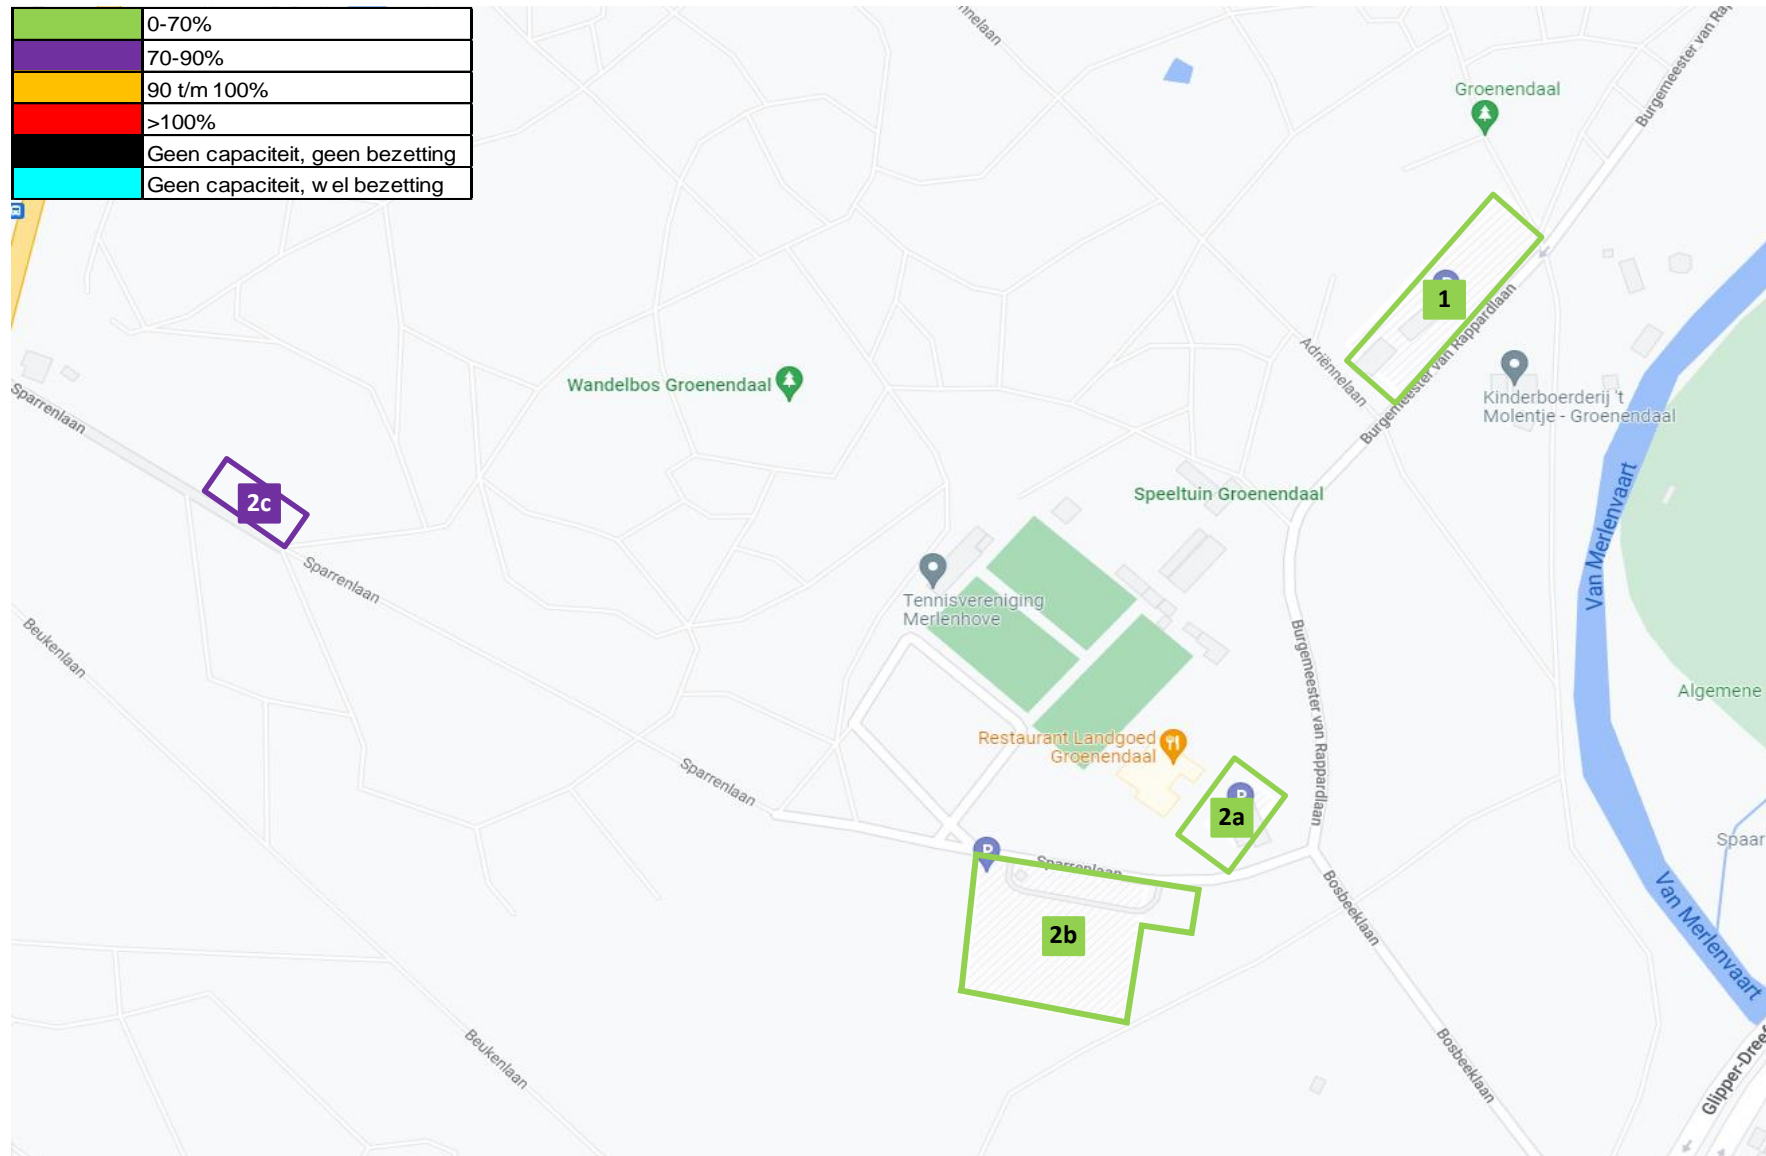 0-70%
70-90%
90 t/m 100%
>100%
Geen capaciteit, geen bezetting
Geen capaciteit, wel bezetting
Groenendaal
Burgemeester van
1
Burgemeester van Rappardlaan
Adriënnelaan
Kinderboerderij 't
Molentje - Groenendaal
Wandelbos Groenendaal
Sparrenlaan
2c
Sparrenlaan
Speeltuin Groenendaal
Van Merlenvaart
Tennisvereniging
Merlenhove
Beukenlaan
Burgemeester van Rappardlaan
Algemene
Restaurant Landgoed
Groenendaal
Sparrenlaan
P
2a
Spaar
P
Sparrenlaan
2b
Bosbeeklaan
Van Merlenvaart
Beukenlaan
Bosbeeklaan
Glipper-Dreef